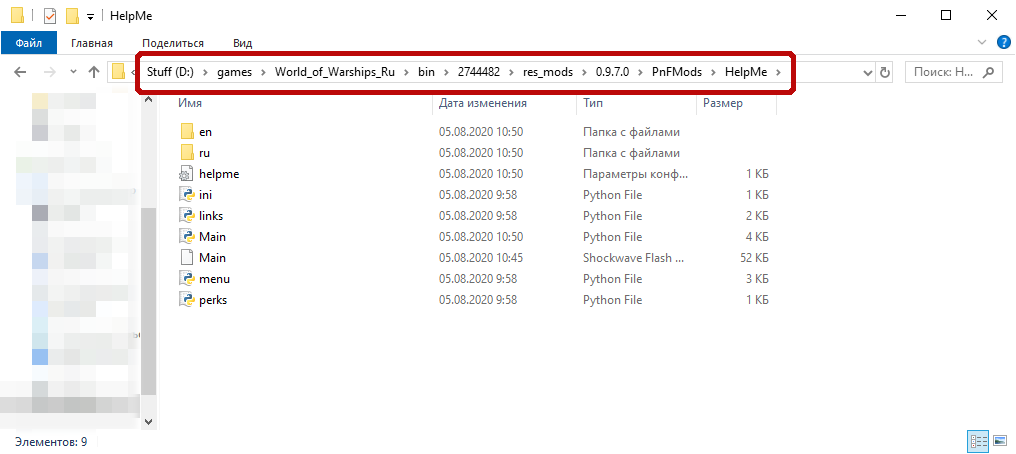 HelpMe
Файл Главная Поделиться Вид
Stuff (D:) > games > World_of_Warships_Ru > bin > 2744482 > res_mods > 0.9.7.0 > PnFMods > HelpMe > Поиск: H...
Имя Дата изменения Тип Размер
en 05.08.2020 10:50 Папка с файлами
ru 05.08.2020 10:50 Папка с файлами
helpme 05.08.2020 10:50 Параметры конф... 1 КБ
ini 05.08.2020 9:58 Python File 1 КБ
links 05.08.2020 9:58 Python File 2 КБ
Main 05.08.2020 10:50 Python File 4 КБ
Main 05.08.2020 10:45 Shockwave Flash ... 52 КБ
menu 05.08.2020 9:58 Python File 3 КБ
perks 05.08.2020 9:58 Python File 1 КБ
Элементов: 9